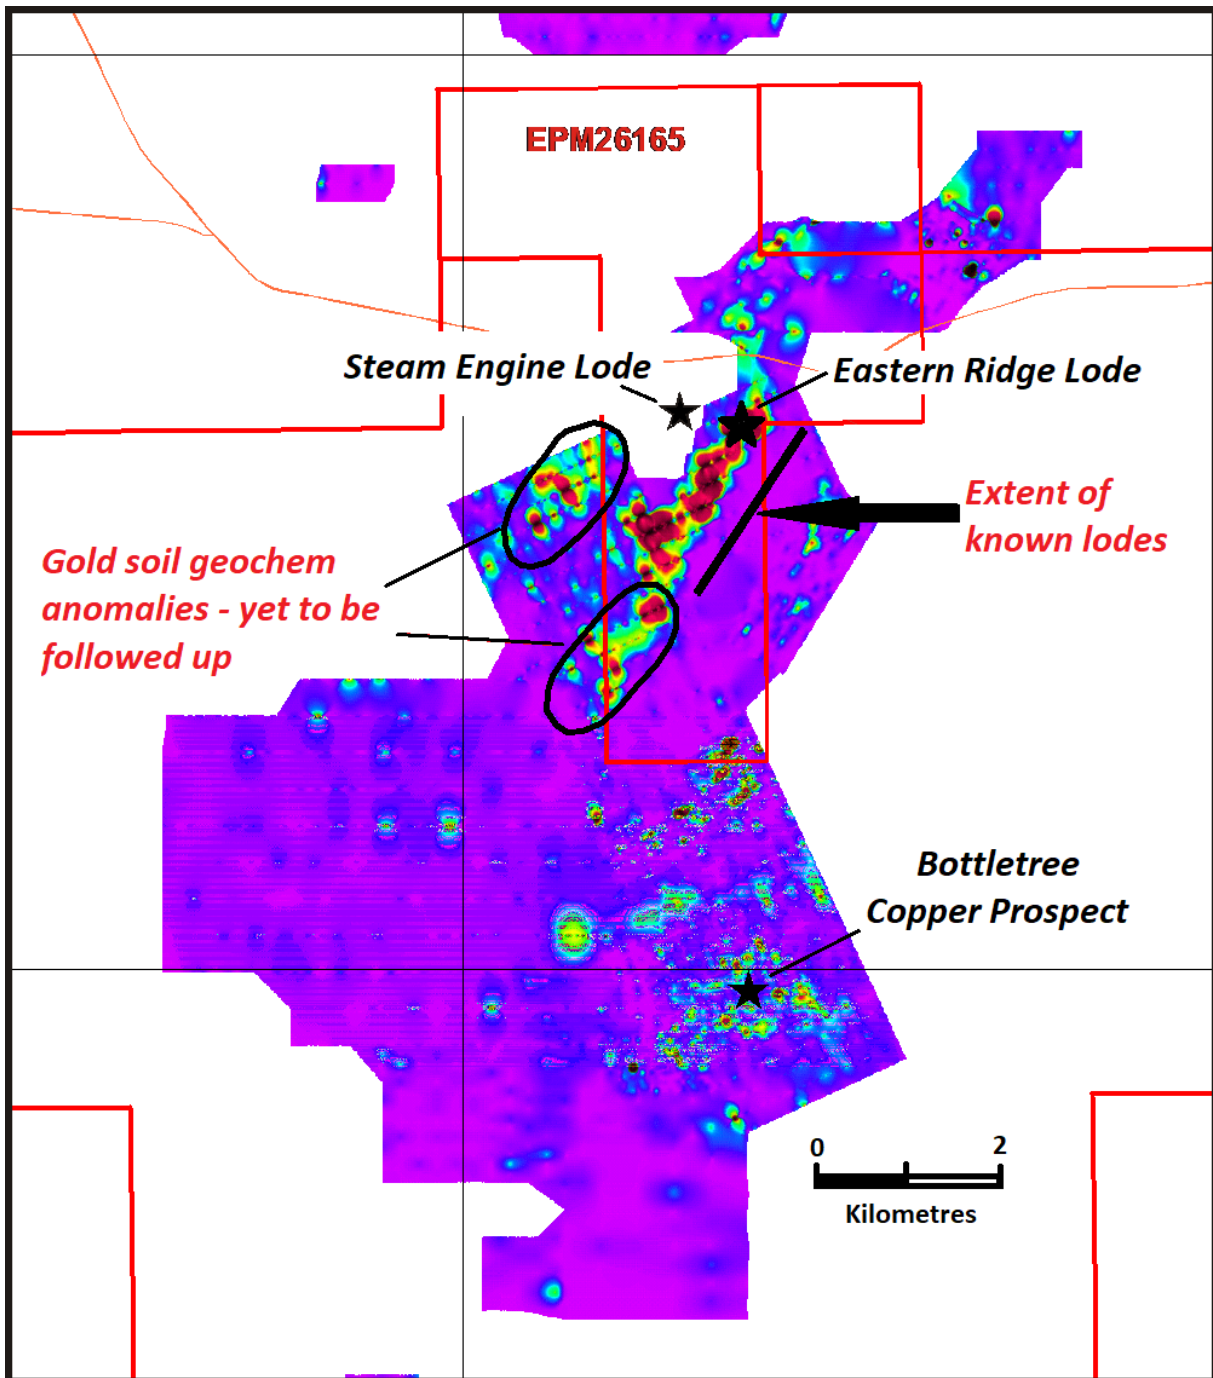 EPM26165
Steam Engine Lode
Eastern Ridge Lode
Extent of
known lodes
Gold soil geochem
anomalies - yet to be
followed up
Bottletree
Copper Prospect
0 2
Kilometres